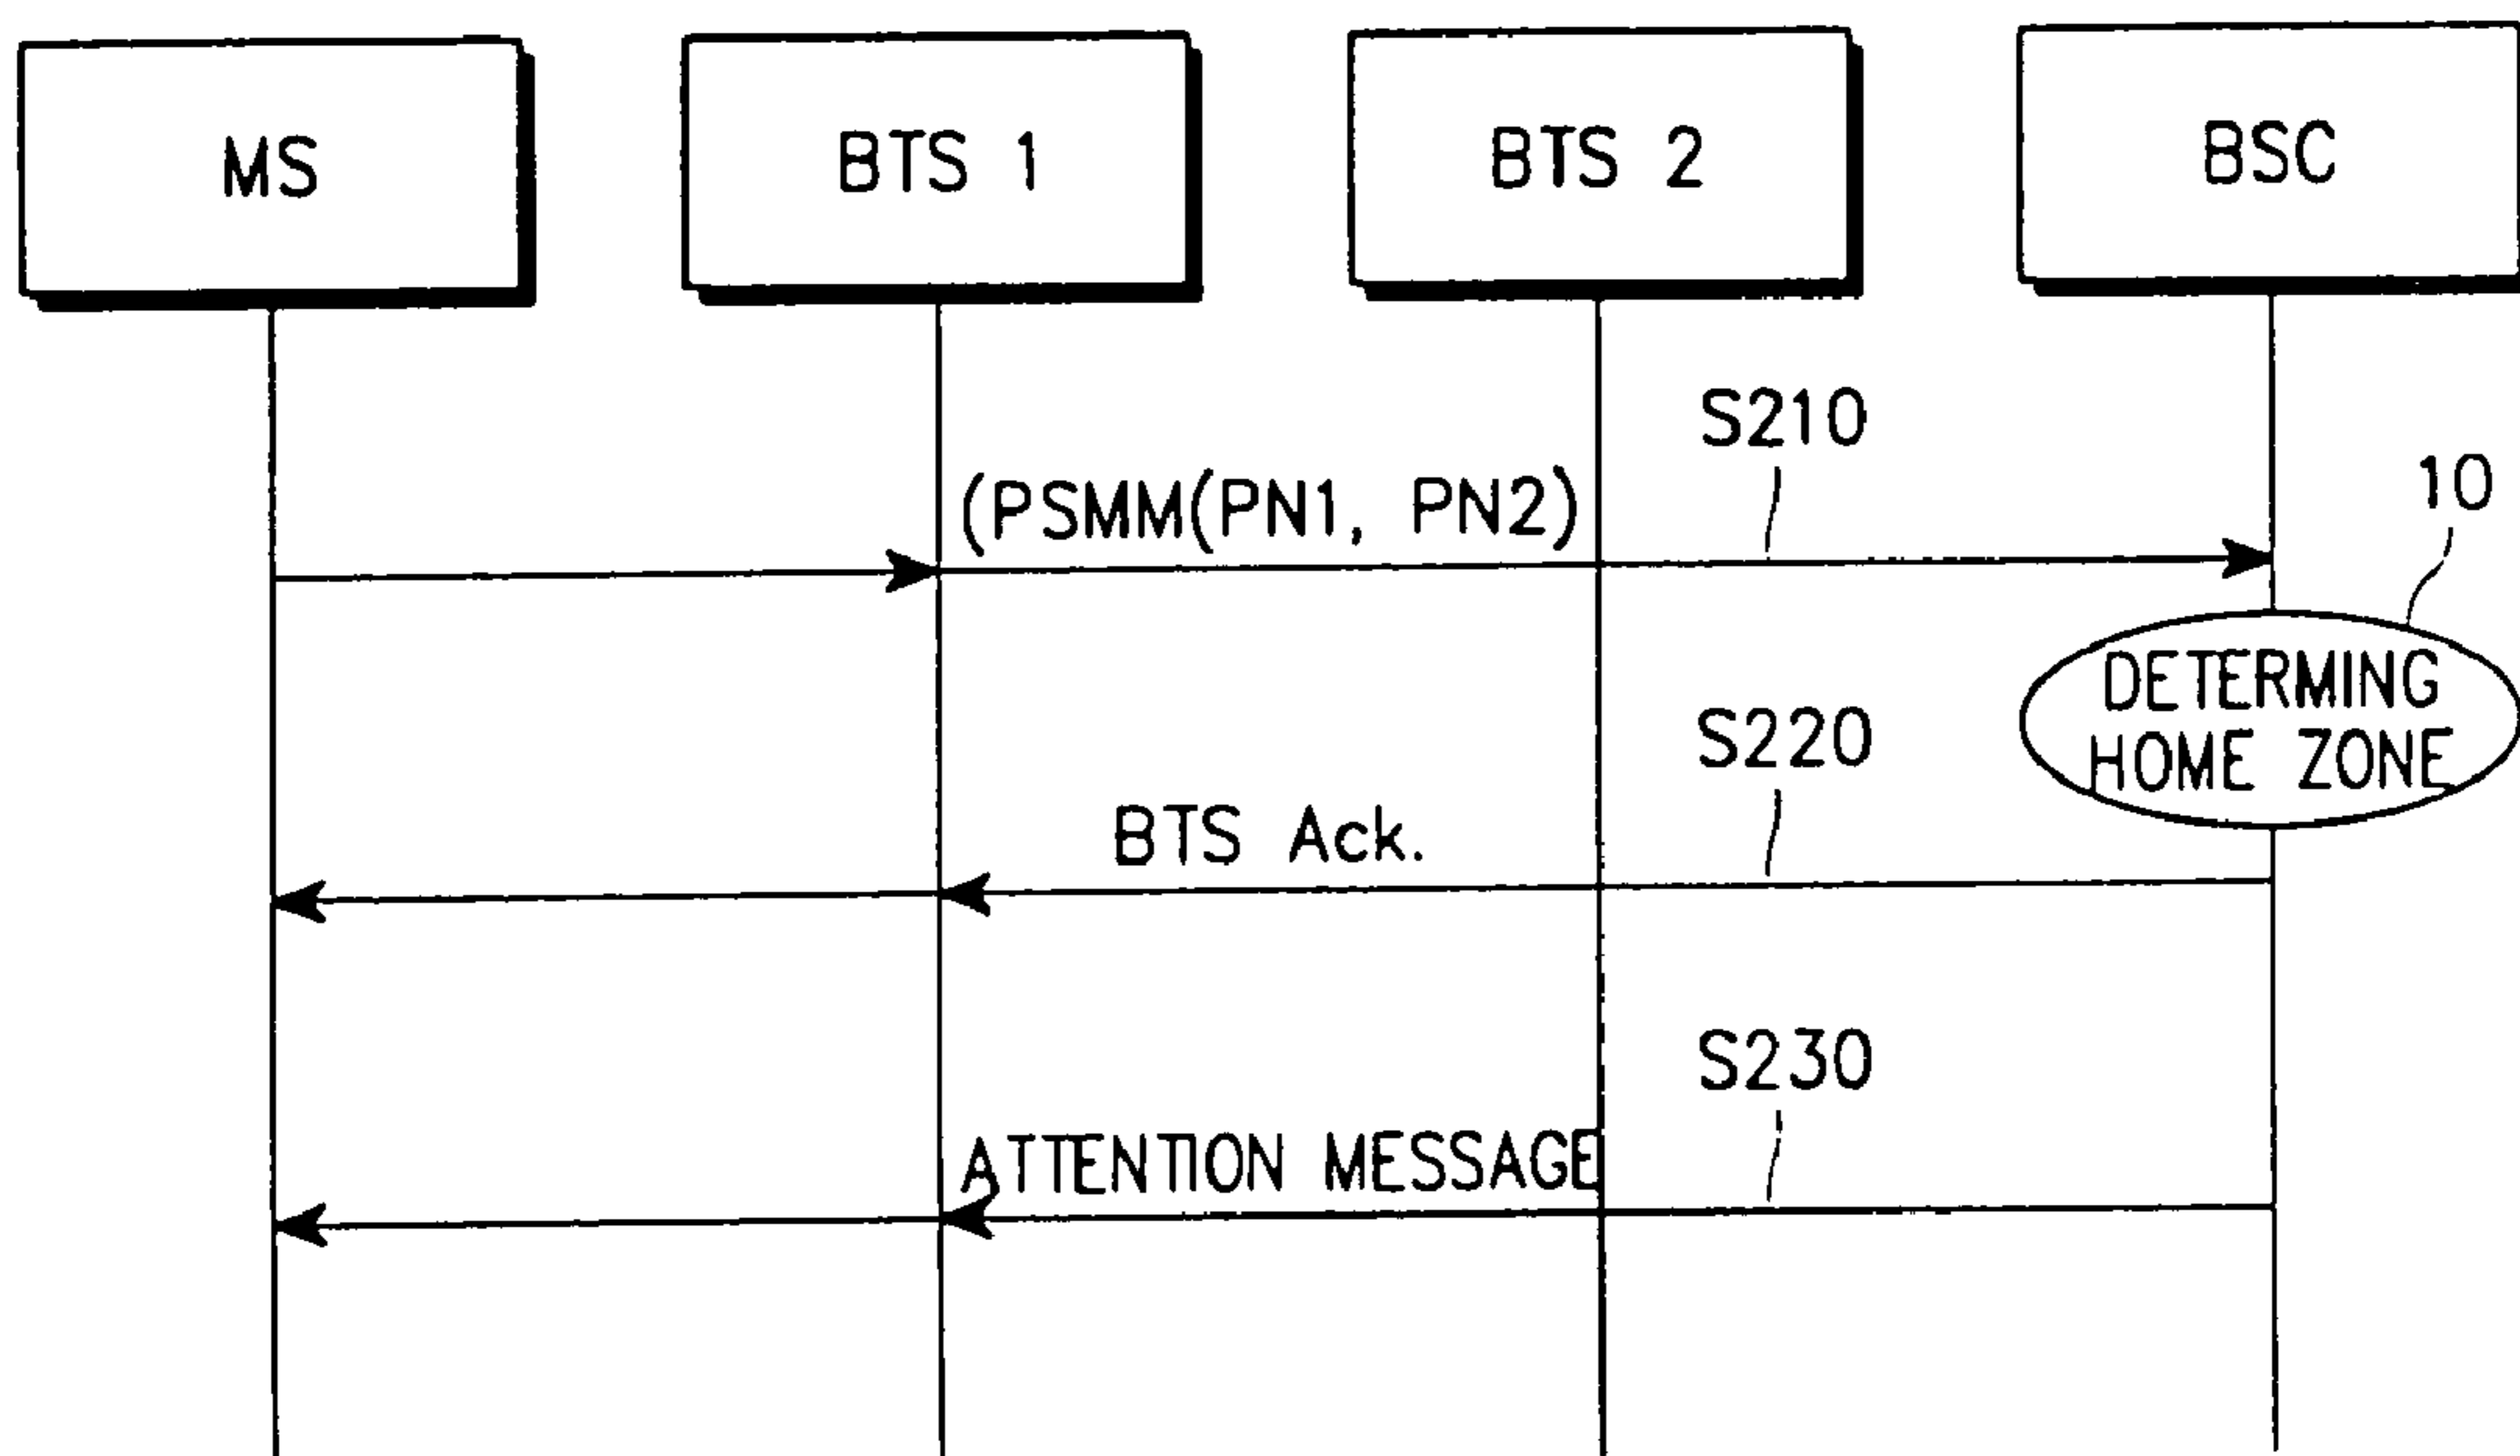 MS
BTS 1
BTS 2
BSC
S210
(PSMM(PN1, PN2)
10
DETERMING
HOME ZONE
S220
BTS Ack.
S230
ATTENTION MESSAGE